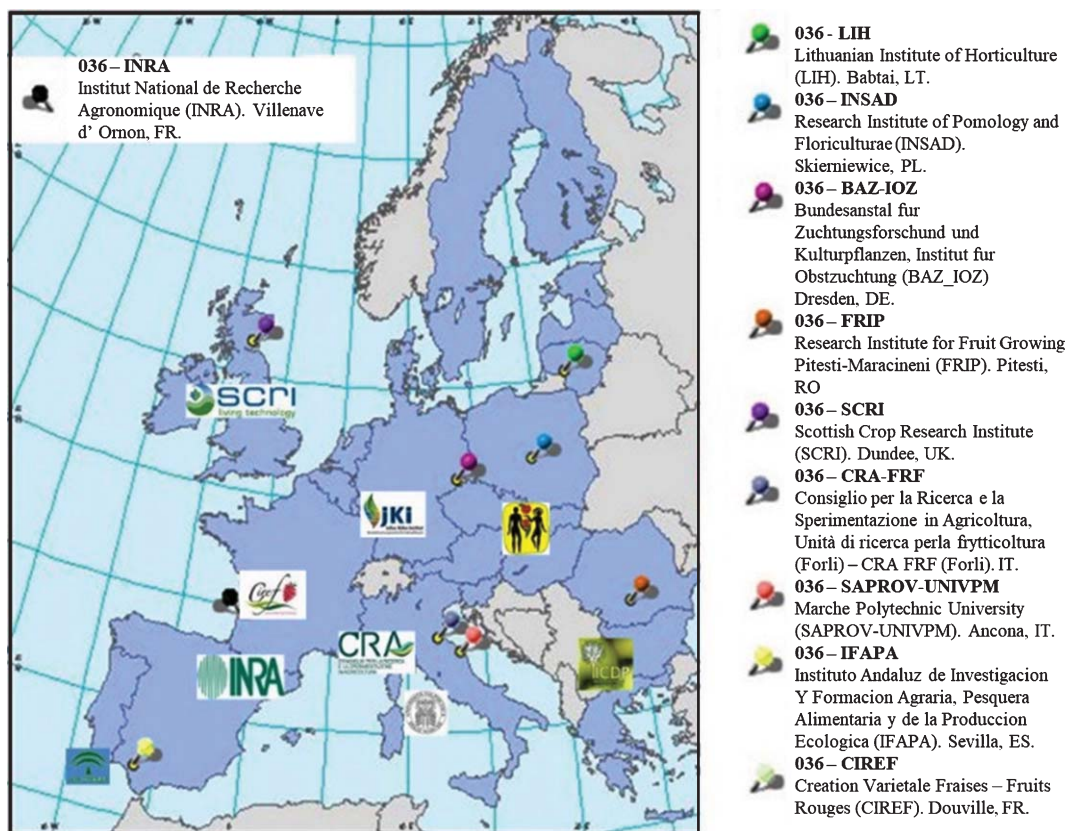 036 – INRA
Institut National de Recherche
Agronomique (INRA). Villenave
d’ Ornon, FR.
SCRI
living technology
jKi
Ciref
CRA
INRA
ICDP
036 - LIH
Lithuanian Institute of Horticulture
(LIH). Babtai, LT.
036 – INSAD
Research Institute of Pomology and
Floriculturae (INSAD).
Skierniewice, PL.
036 – BAZ-IOZ
Bundesanstal fur
Zuchtungsforschund und
Kulturpflanzen, Institut fur
Obstzuchtung (BAZ_IOZ)
Dresden, DE.
036 – FRIP
Research Institute for Fruit Growing
Pitesti-Maracineni (FRIP). Pitesti,
RO
036 – SCRI
Scottish Crop Research Institute
(SCRI). Dundee, UK.
036 – CRA-FRF
Consiglio per la Ricerca e la
Sperimentazione in Agricoltura,
Unità di ricerca perla frytticoltura
(Forli) – CRA FRF (Forli). IT.
036 – SAPROV-UNIVPM
Marche Polytechnic University
(SAPROV-UNIVPM). Ancona, IT.
036 – IFAPA
Instituto Andaluz de Investigacion
Y Formacion Agraria, Pesquera
Alimentaria y de la Produccion
Ecologica (IFAPA). Sevilla, ES.
036 – CIREF
Creation Varietale Fraises – Fruits
Rouges (CIREF). Douville, FR.